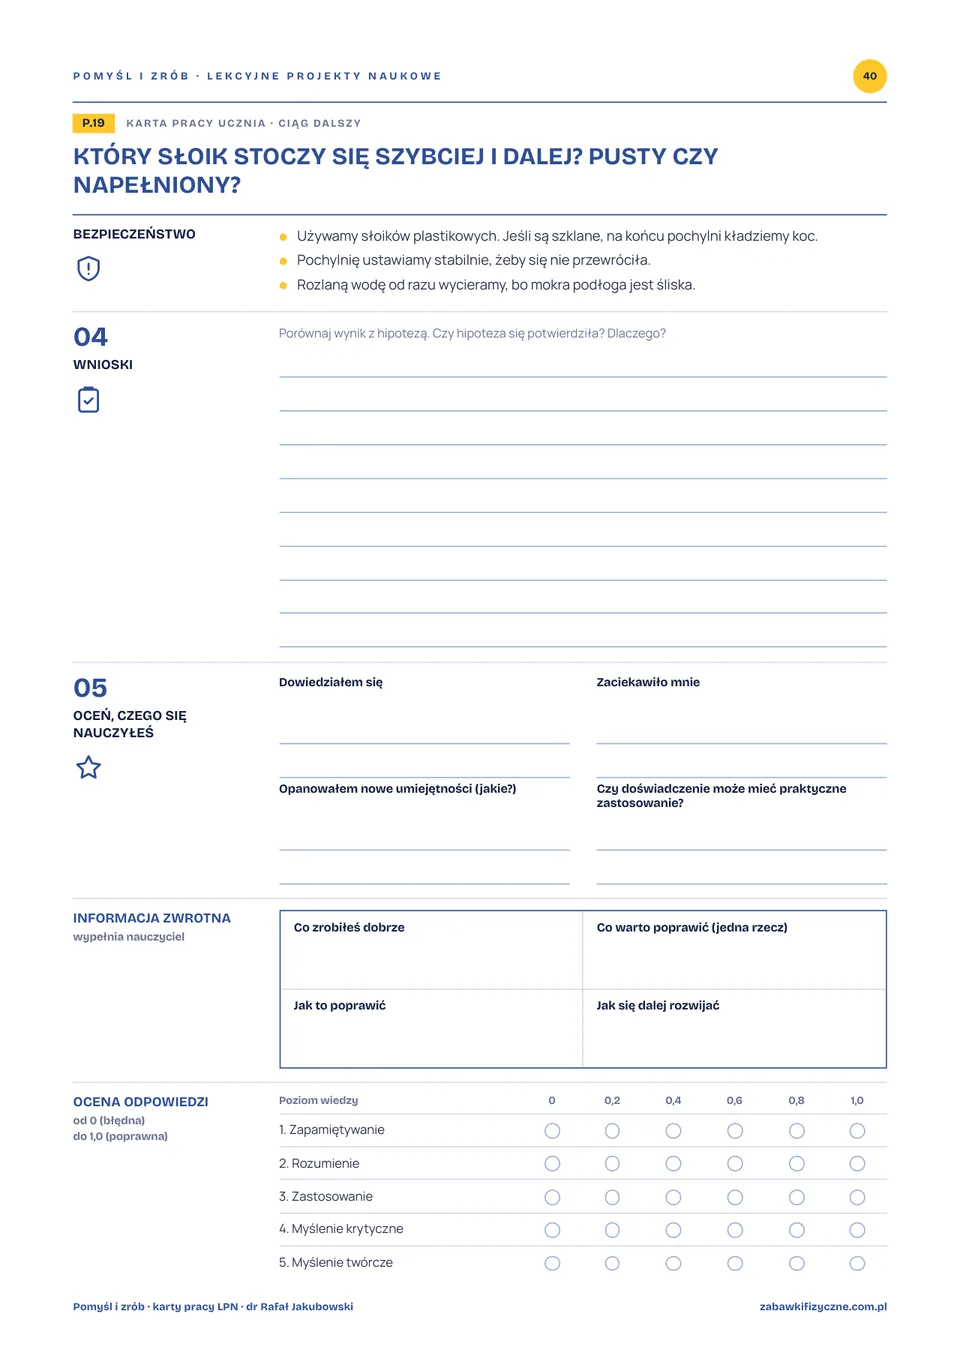 POMYŚL I ZRÓB · LEKCYJNE PROJEKTY NAUKOWE
40
P.19 KARTA PRACY UCZNIA · CIĄG DALSZY
KTÓRY SŁOIK STOCZY SIĘ SZYBCIEJ I DALEJ? PUSTY CZY
NAPEŁNIONY?
BEZPIECZEŃSTWO
Używamy słoików plastikowych. Jeśli są szklane, na końcu pochylni kładziemy koc.
Pochylnię ustawiamy stabilnie, żeby się nie przewróciła.
Rozlaną wodę od razu wycieramy, bo mokra podłoga jest śliska.
04
WNIOSKI
Porównaj wynik z hipotezą. Czy hipoteza się potwierdziła? Dlaczego?
05
OCEŃ, CZEGO SIĘ
NAUCZYŁEŚ
Dowiedziałem się
Zaciekawiło mnie
Opanowałem nowe umiejętności (jakie?)
Czy doświadczenie może mieć praktyczne
zastosowanie?
INFORMACJA ZWROTNA
wypełnia nauczyciel
Co zrobiłeś dobrze
Co warto poprawić (jedna rzecz)
Jak to poprawić
Jak się dalej rozwijać
OCENA ODPOWIEDZI
od 0 (błędna)
do 1,0 (poprawna)
Poziom wiedzy 0 0,2 0,4 0,6 0,8 1,0
1. Zapamiętywanie
2. Rozumienie
3. Zastosowanie
4. Myślenie krytyczne
5. Myślenie twórcze
Pomyśl i zrób · karty pracy LPN · dr Rafał Jakubowski
zabawkifizyczne.com.pl